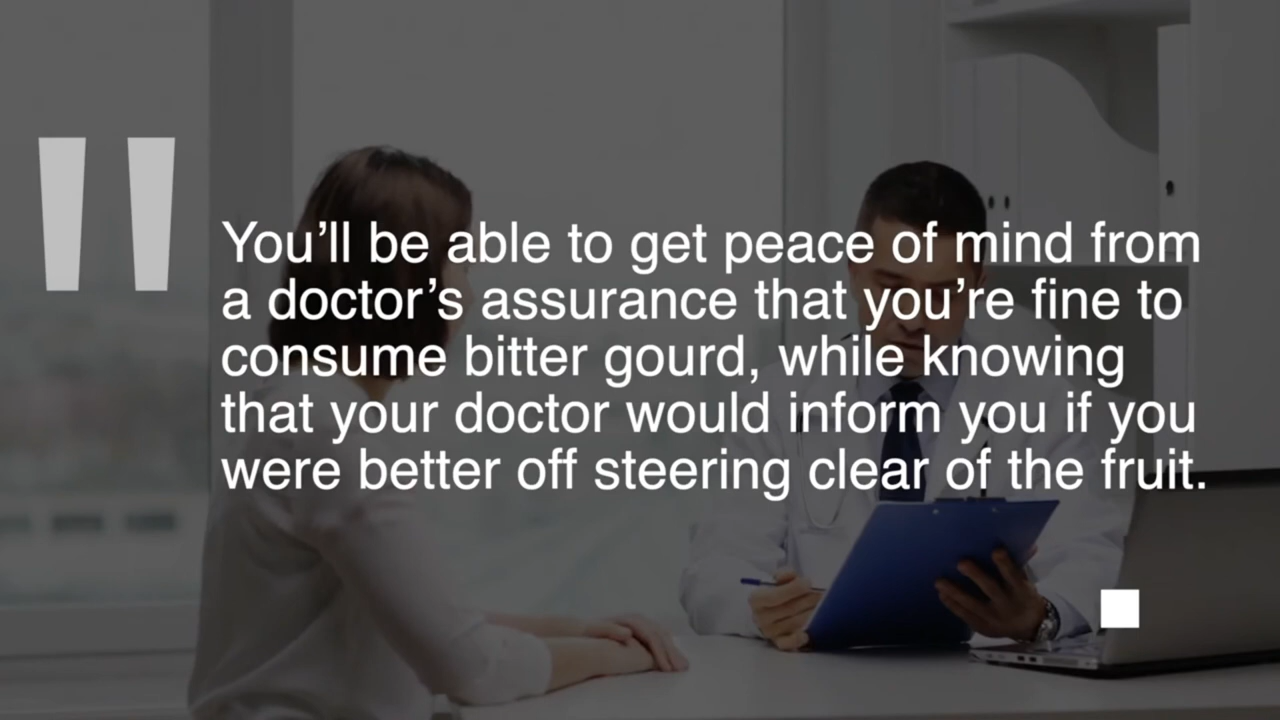 "
You’ll be able to get peace of mind from
a doctor’s assurance that you’re fine to
consume bitter gourd, while knowing
that your doctor would inform you if you
were better off steering clear of the fruit.